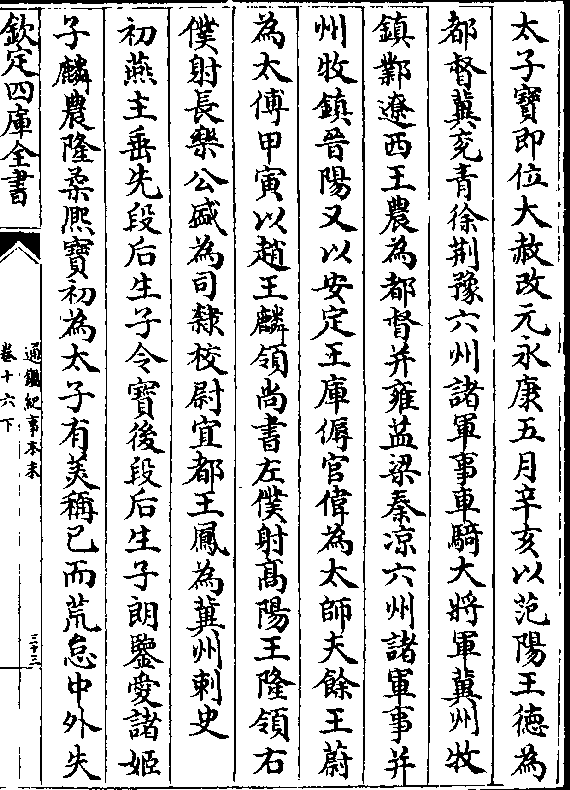 太子寶即位大赦改元永康五月辛亥以范陽王德為
都督冀兖青徐荆豫六州諸軍事車騎大將軍冀州牧
鎮鄴遼西王農為都督并雍益梁秦凉六州諸軍事并
州牧鎮晉陽又以安定王庫傉官偉為太師夫餘王蔚
為太傅甲寅以趙王麟領尚書左僕射髙陽王隆領右
僕射長樂公盛為司隸校尉宜都王鳳為冀州刺史
初燕主垂先段后生子令寶後段后生子朗鑒愛諸姬
子麟農隆柔熙寶初為太子有美稱已而荒怠中外失
欽定四庫全書
通鑑紀事本末
卷十六下
三十三